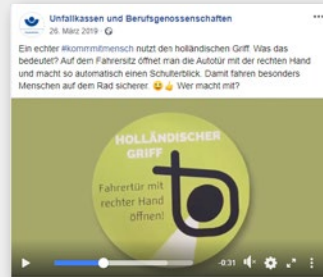 Unfallkassen und Berufsgenossenschaften
26. März 2019 ·
Ein echter #kommmitmensch nutzt den holländischen Griff. Was das
bedeutet? Auf dem Fahrersitz öffnet man die Autotür mit der rechten Hand
und macht so automatisch einen Schulterblick. Damit fahren besonders
Menschen auf dem Rad sicherer. 😉👍 Wer macht mit?
HOLLÄNDISCHER
GRIFF
Fahrertür mit
rechter Hand
öffnen!
-0:31